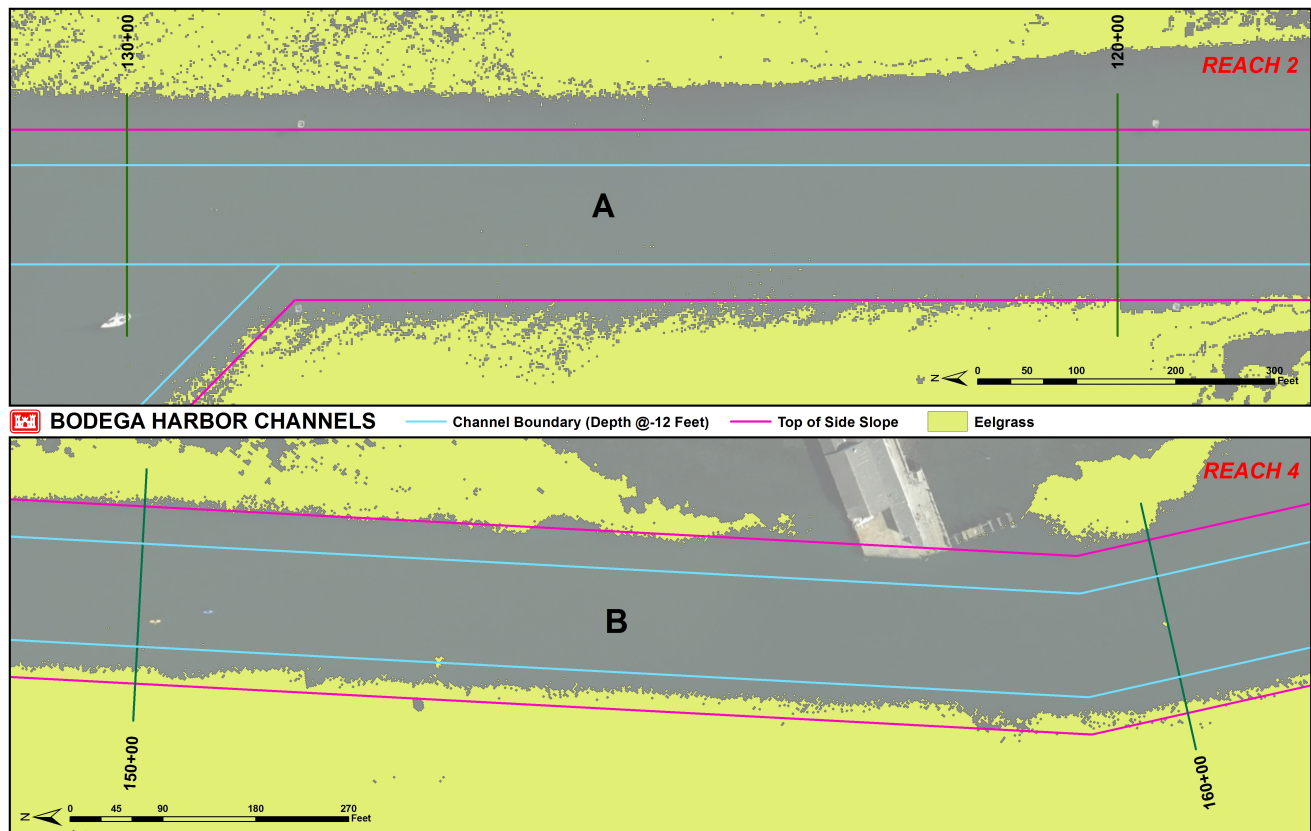 130+00
120+00
REACH 2
A
N
0 50 100 200 300
Feet
BODEGA HARBOR CHANNELS
Channel Boundary (Depth @-12 Feet)
Top of Side Slope
Eelgrass
REACH 4
B
150+00
160+00
N
0 45 90 180 270
Feet